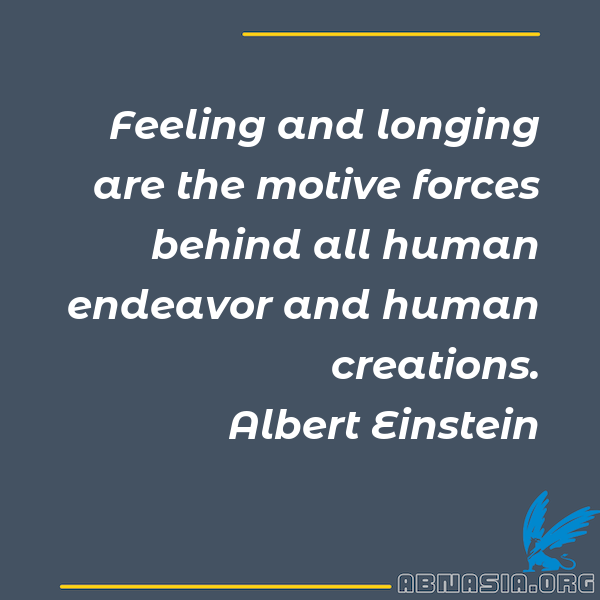 Feeling and longing
are the motive forces
behind all human
endeavor and human
creations.
Albert Einstein
ABNASIA.ORG